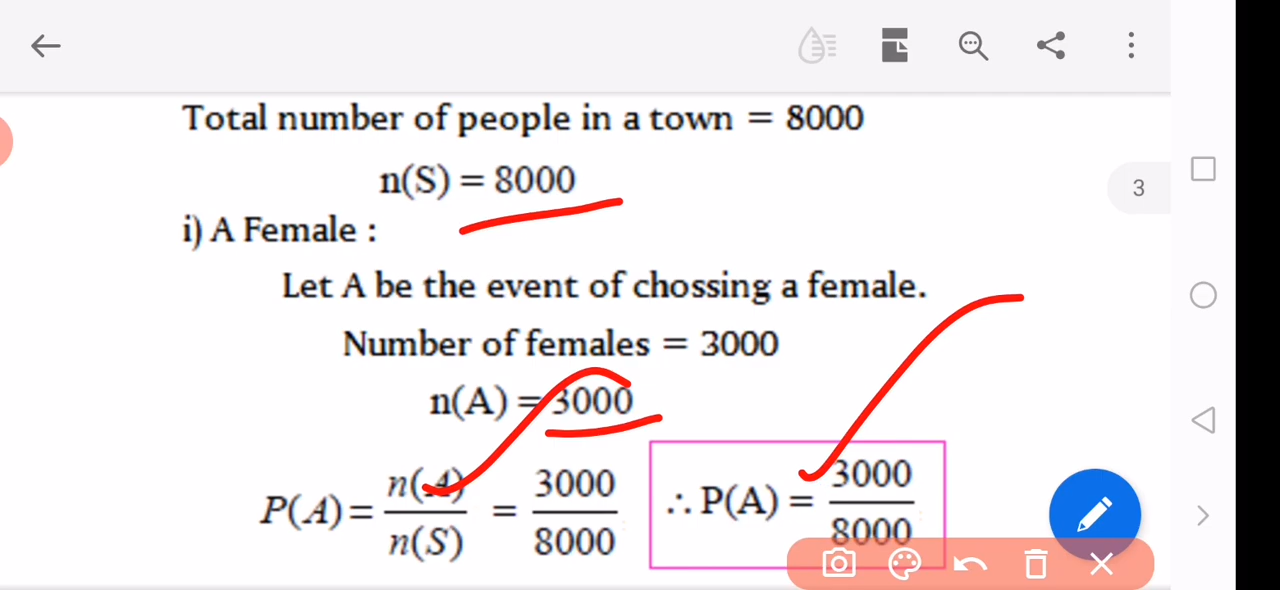 Total number of people in a town = 8000
n(S) = 8000
3
i) A Female :
Let A be the event of chossing a female.
Number of females = 3000
n(A) = 3000
P(A) = n(A)/n(S) = 3000/8000 ∴ P(A) = 3000/8000